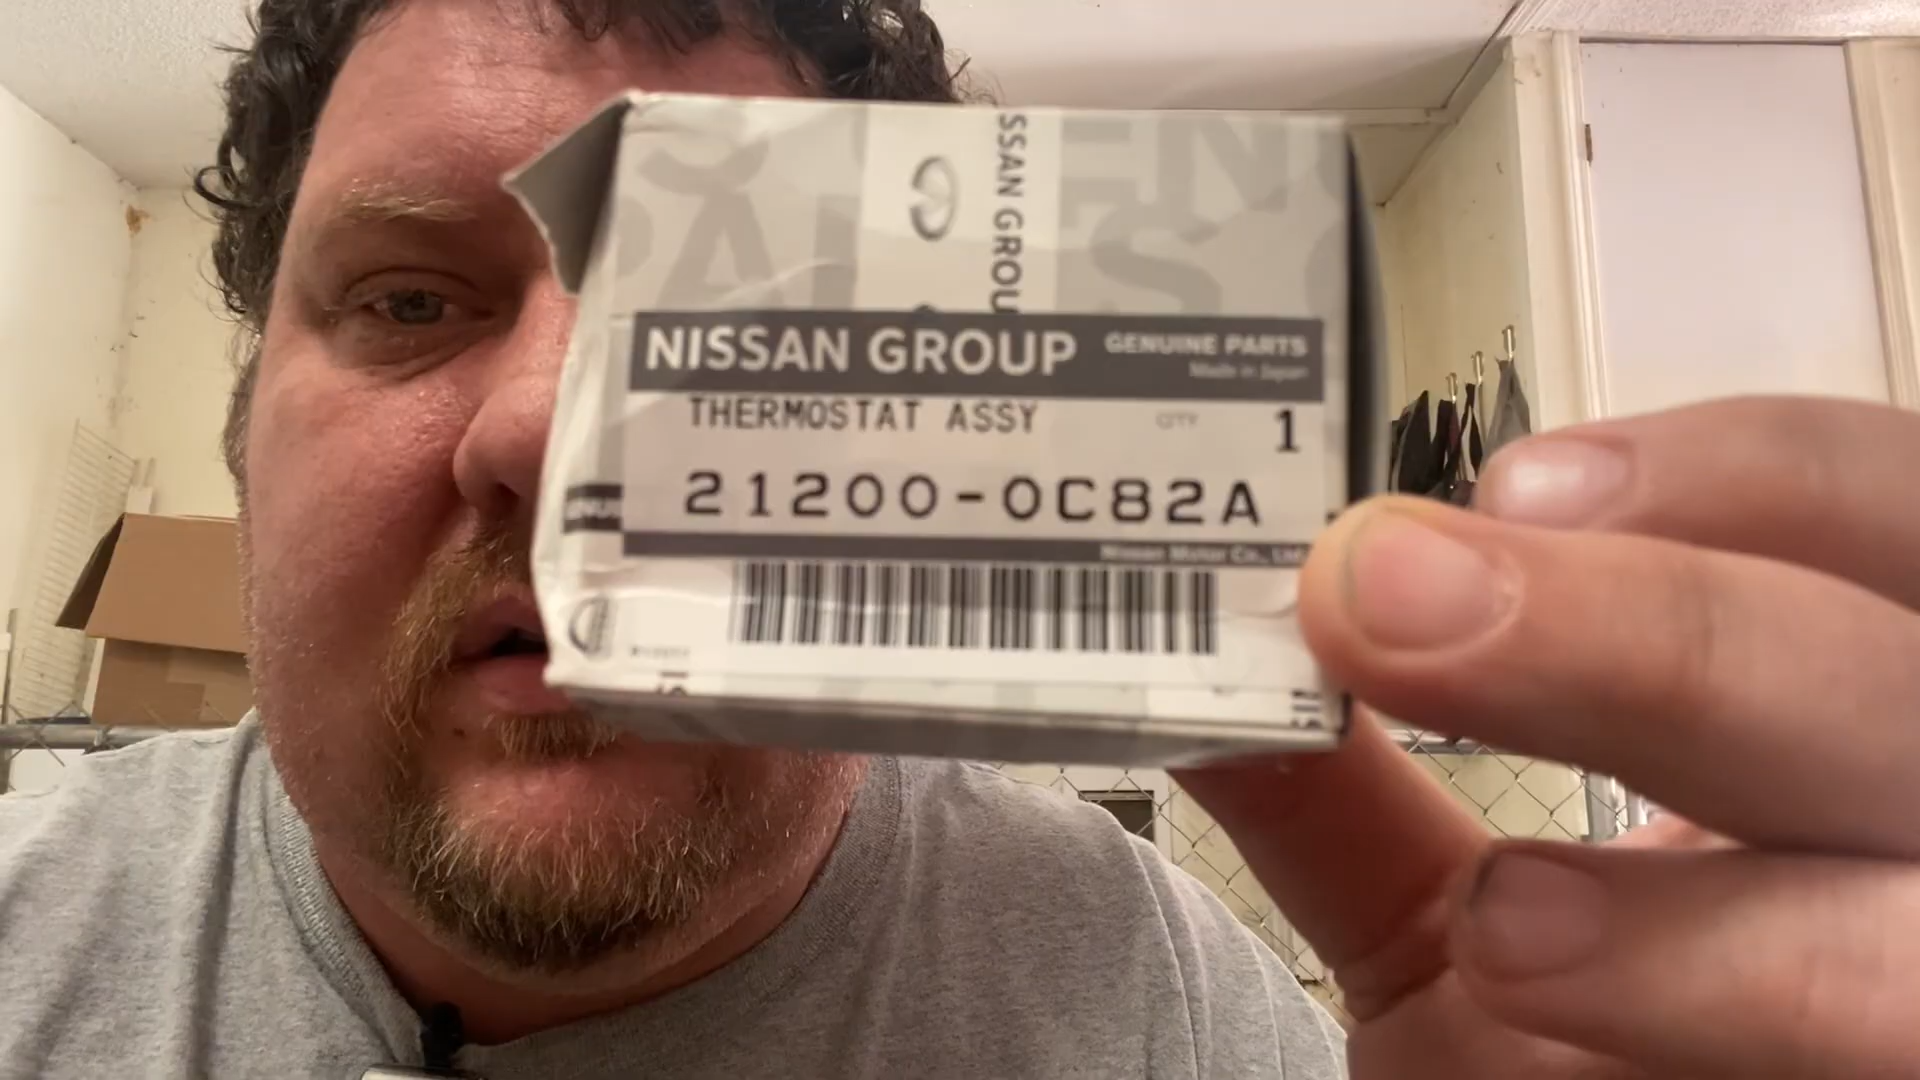 SSAN GROU
NISSAN GROUP
GENUINE PARTS
Made in Japan
THERMOSTAT ASSY
QTY
1
21200-0C82A
Nissan Motor Co., Ltd.